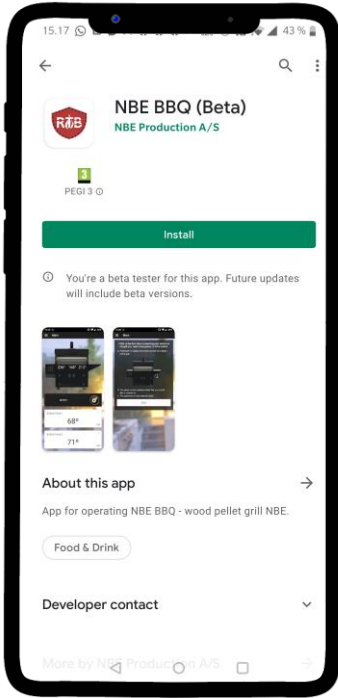 15.17
43 %
RTB
NBE BBQ (Beta)
NBE Production A/S
3
PEGI 3
Install
You're a beta tester for this app. Future updates
will include beta versions.
68°
71°
About this app
App for operating NBE BBQ - wood pellet grill NBE.
Food & Drink
Developer contact
More by NBE Production A/S